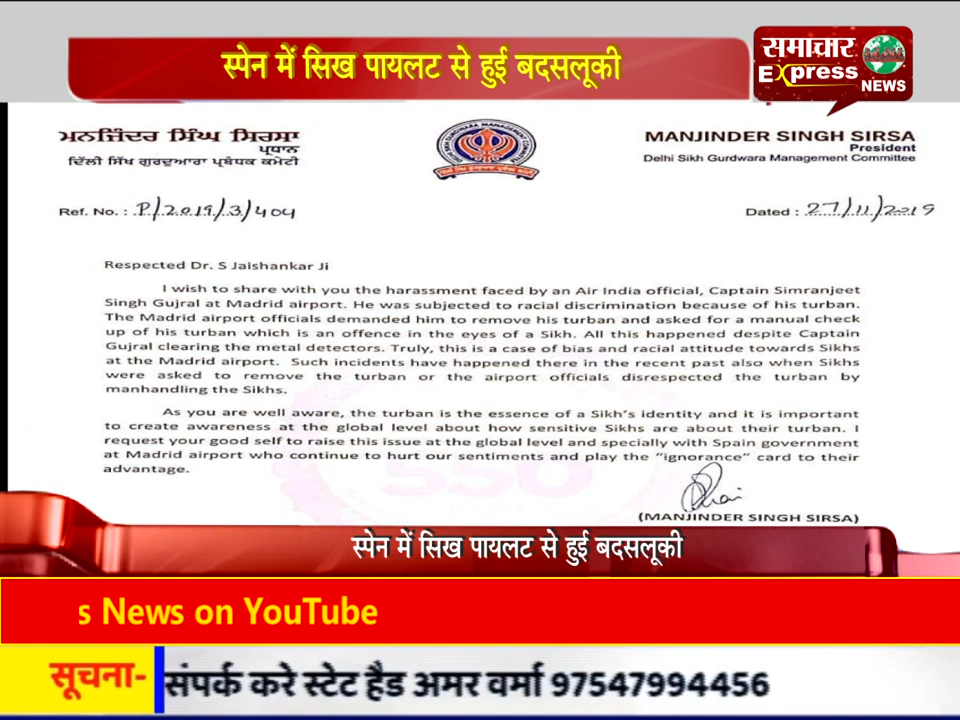 स्पेन में सिख पायलट से हुई बदसलूकी
समाचार
Express
NEWS
ਮਨਜਿੰਦਰ ਸਿੰਘ ਸਿਰਸਾ
ਪ੍ਰਧਾਨ
ਦਿੱਲੀ ਸਿੱਖ ਗੁਰਦੁਆਰਾ ਪ੍ਰਬੰਧਕ ਕਮੇਟੀ
MANJINDER SINGH SIRSA
President
Delhi Sikh Gurdwara Management Committee
Ref. No. : P/2019/3/404
Dated : 27/11/2019
Respected Dr. S Jaishankar Ji
I wish to share with you the harassment faced by an Air India official, Captain Simranjeet
Singh Gujral at Madrid airport. He was subjected to racial discrimination because of his turban.
The Madrid airport officials demanded him to remove his turban and asked for a manual check
up of his turban which is an offence in the eyes of a Sikh. All this happened despite Captain
Gujral clearing the metal detectors. Truly, this is a case of bias and racial attitude towards Sikhs
at the Madrid airport. Such incidents have happened there in the recent past also when Sikhs
were asked to remove the turban or the airport officials disrespected the turban by
manhandling the Sikhs.
As you are well aware, the turban is the essence of a Sikh's identity and it is important
to create awareness at the global level about how sensitive Sikhs are about their turban. I
request your good self to raise this issue at the global level and specially with Spain government
at Madrid airport who continue to hurt our sentiments and play the "ignorance" card to their
advantage.
(MANJINDER SINGH SIRSA)
स्पेन में सिख पायलट से हुई बदसलूकी
s News on YouTube
सूचना- संपर्क करे स्टेट हैड अमर वर्मा 97547994456